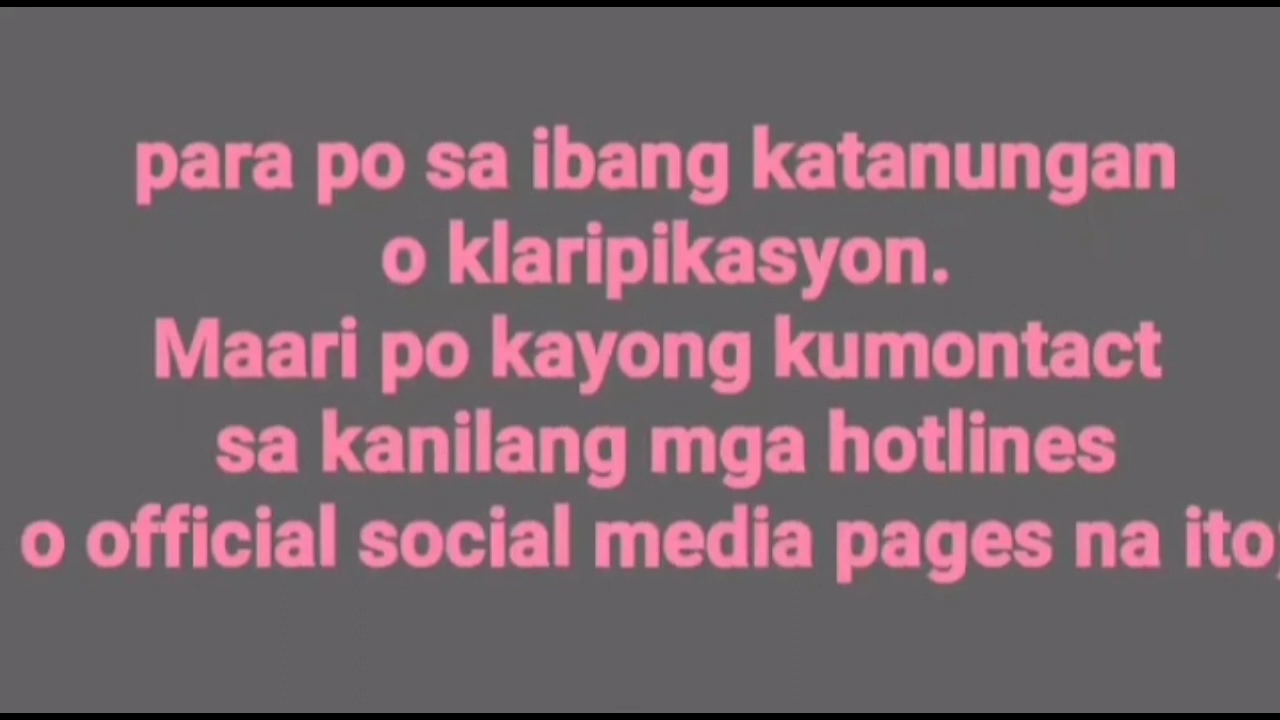 para po sa ibang katanungan
o klaripikasyon.
Maari po kayong kumontact
sa kanilang mga hotlines
o official social media pages na ito;